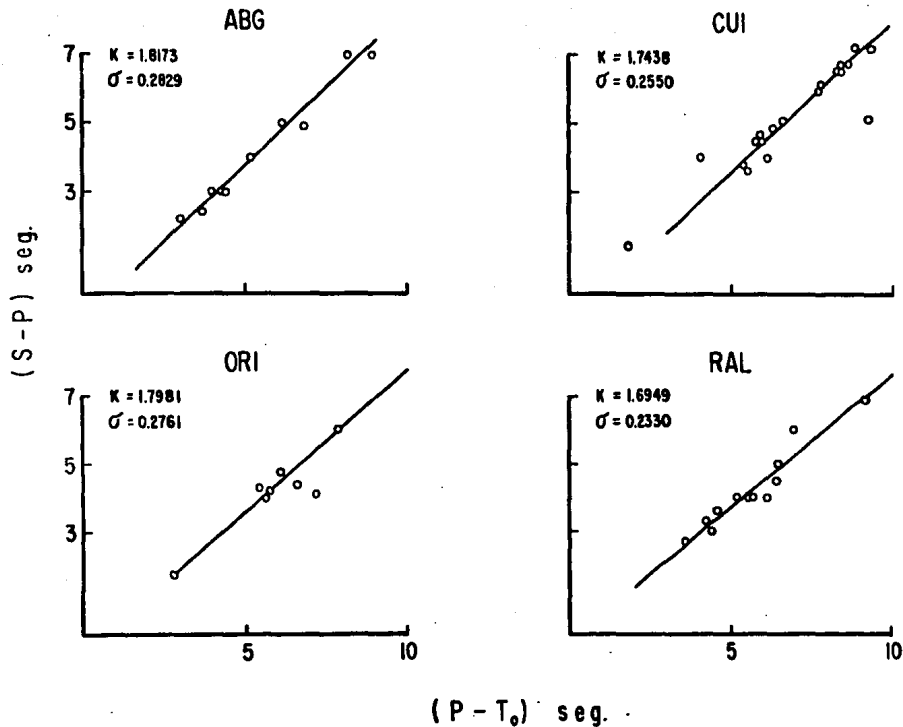 ABG
K = 1.8173
σ = 0.2829
7
5
3
CUI
K = 1.7438
σ = 0.2550
(S-P) seg.
ORI
K = 1.7981
σ = 0.2761
7
5
3
5
10
RAL
K = 1.6949
σ = 0.2330
5
10
(P-T₀) seg.